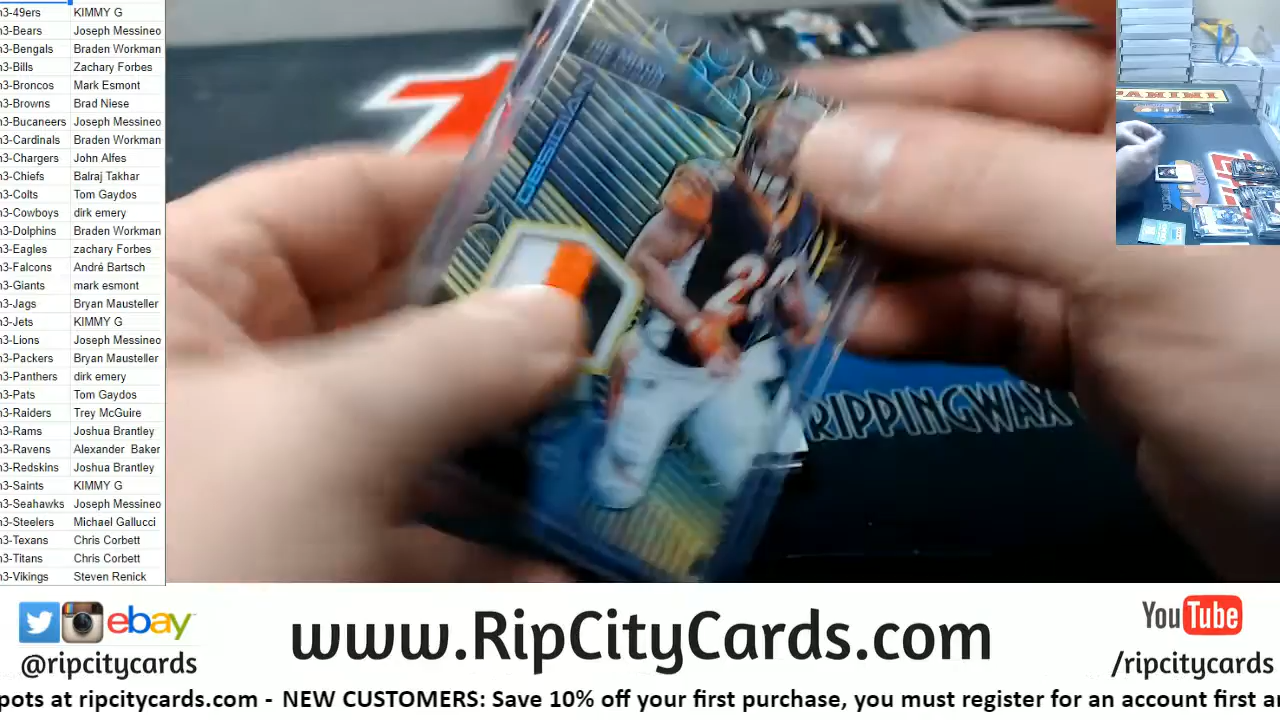 n3-49ers KIMMY G
n3-Bears Joseph Messineo
n3-Bengals Braden Workman
n3-Bills Zachary Forbes
n3-Broncos Mark Esmont
n3-Browns Brad Niese
n3-Bucaneers Joseph Messineo
n3-Cardinals Braden Workman
n3-Chargers John Alfes
n3-Chiefs Balraj Takhar
n3-Colts Tom Gaydos
n3-Cowboys dirk emery
n3-Dolphins Braden Workman
n3-Eagles zachary Forbes
n3-Falcons André Bartsch
n3-Giants mark esmont
n3-Jags Bryan Mausteller
n3-Jets KIMMY G
n3-Lions Joseph Messineo
n3-Packers Bryan Mausteller
n3-Panthers dirk emery
n3-Pats Tom Gaydos
n3-Raiders Trey McGuire
n3-Rams Joshua Brantley
n3-Ravens Alexander Baker
n3-Redskins Joshua Brantley
n3-Saints KIMMY G
n3-Seahawks Joseph Messineo
n3-Steelers Michael Gallucci
n3-Texans Chris Corbett
n3-Titans Chris Corbett
n3-Vikings Steven Renick
JOE MIXON
OBSIDIAN
28
RIPPINGWAX
PANINI
ebay
@ripcitycards
www.RipCityCards.com
YouTube
/ripcitycards
pots at ripcitycards.com - NEW CUSTOMERS: Save 10% off your first purchase, you must register for an account first a